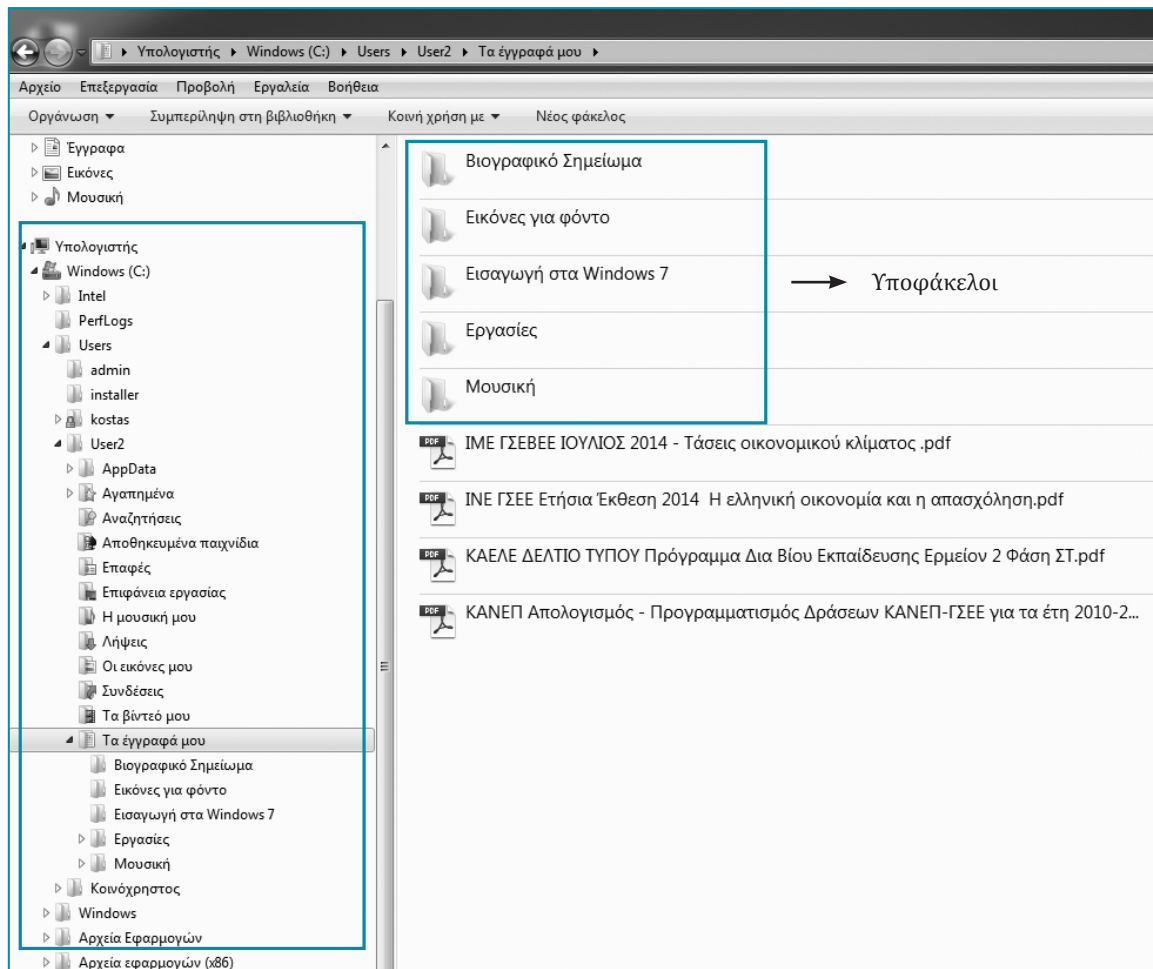 Υπολογιστής Windows (C:) Users User2 Τα έγγραφά μου
Αρχείο Επεξεργασία Προβολή Εργαλεία Βοήθεια
Οργάνωση Συμπερίληψη στη βιβλιοθήκη Κοινή χρήση με Νέος φάκελος
Έγγραφα
Εικόνες
Μουσική
Υπολογιστής
Windows (C:)
Intel
PerfLogs
Users
admin
installer
kostas
User2
AppData
Αγαπημένα
Αναζητήσεις
Αποθηκευμένα παιχνίδια
Επαφές
Επιφάνεια εργασίας
Η μουσική μου
Λήψεις
Οι εικόνες μου
Συνδέσεις
Τα βίντεό μου
Τα έγγραφά μου
Βιογραφικό Σημείωμα
Εικόνες για φόντο
Εισαγωγή στα Windows 7
Εργασίες
Μουσική
Κοινόχρηστος
Windows
Αρχεία Εφαρμογών
Αρχεία εφαρμογών (x86)
Βιογραφικό Σημείωμα
Εικόνες για φόντο
Εισαγωγή στα Windows 7
Υποφάκελοι
Εργασίες
Μουσική
PDF ΙΜΕ ΓΣΕΒΕΕ ΙΟΥΛΙΟΣ 2014 - Τάσεις οικονομικού κλίματος .pdf
PDF ΙΝΕ ΓΣΕΕ Ετήσια Έκθεση 2014 Η ελληνική οικονομία και η απασχόληση.pdf
PDF ΚΑΕΛΕ ΔΕΛΤΙΟ ΤΥΠΟΥ Πρόγραμμα Δια Βίου Εκπαίδευσης Ερμείον 2 Φάση ΣΤ.pdf
PDF ΚΑΝΕΠ Απολογισμός - Προγραμματισμός Δράσεων ΚΑΝΕΠ-ΓΣΕΕ για τα έτη 2010-2...